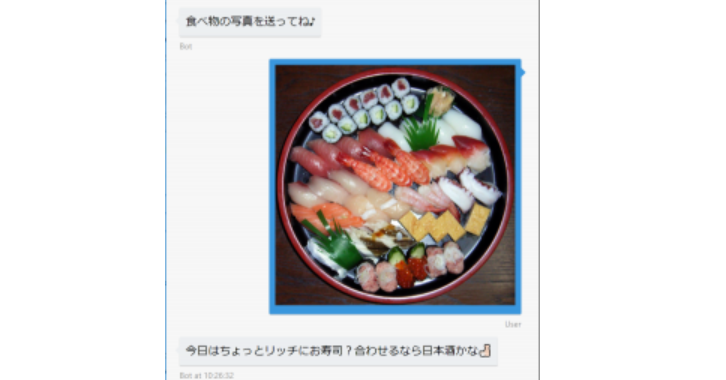 食べ物の写真を送ってね♪
Bot
User
今日はちょっとリッチにお寿司？合わせるなら日本酒かな🍶
Bot at 10:26:32